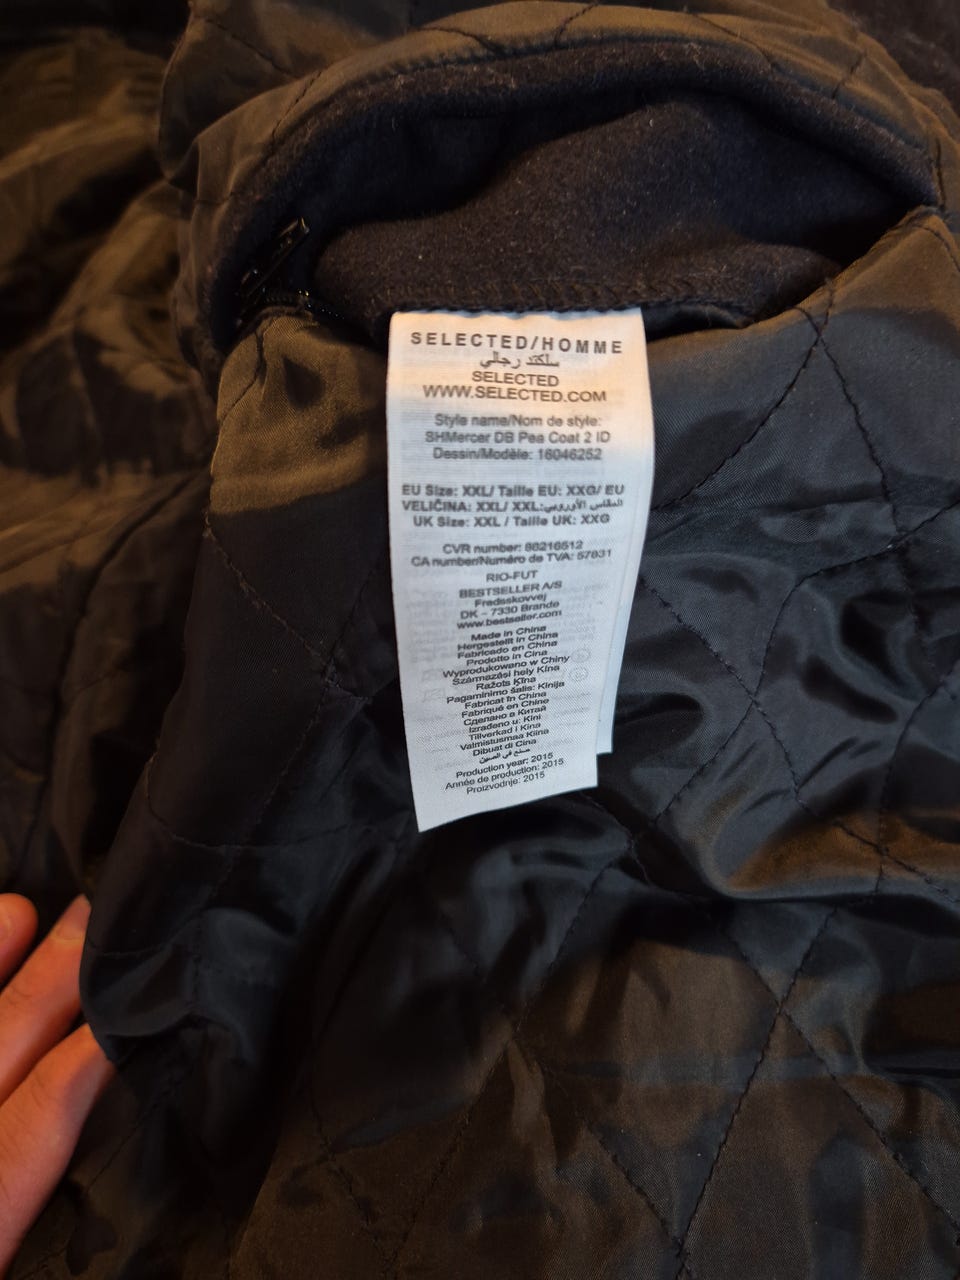 SELECTED/HOMME
سلكتد رجالي
SELECTED
WWW.SELECTED.COM
Style name/Nom de style:
SHMercer DB Pea Coat 2 ID
Dessin/Modèle: 16046252
EU Size: XXL/ Taille EU: XXG/ EU
VELIČINA: XXL/ XXL:المقاس الأوروبي
UK Size: XXL / Taille UK: XXG
CVR number: 88216512
CA number/Numéro de TVA: 57831
RIO-FUT
BESTSELLER A/S
Fredskovvej
DK - 7330 Brande
www.bestseller.com
Made in China
Hergestellt in China
Fabricado en China
Prodotto in Cina
Wyprodukowano w Chiny
Származási hely Kína
Ražots Ķīna
Pagaminimo šalis: Kinija
Fabricat în China
Fabriqué en Chine
Сделано в Китай
Izrađeno u: Kini
Tillverkad i Kina
Valmistusmaa Kiina
Dibuat di Cina
صنع في الصين
Production year: 2015
Année de production: 2015
Proizvodnje: 2015